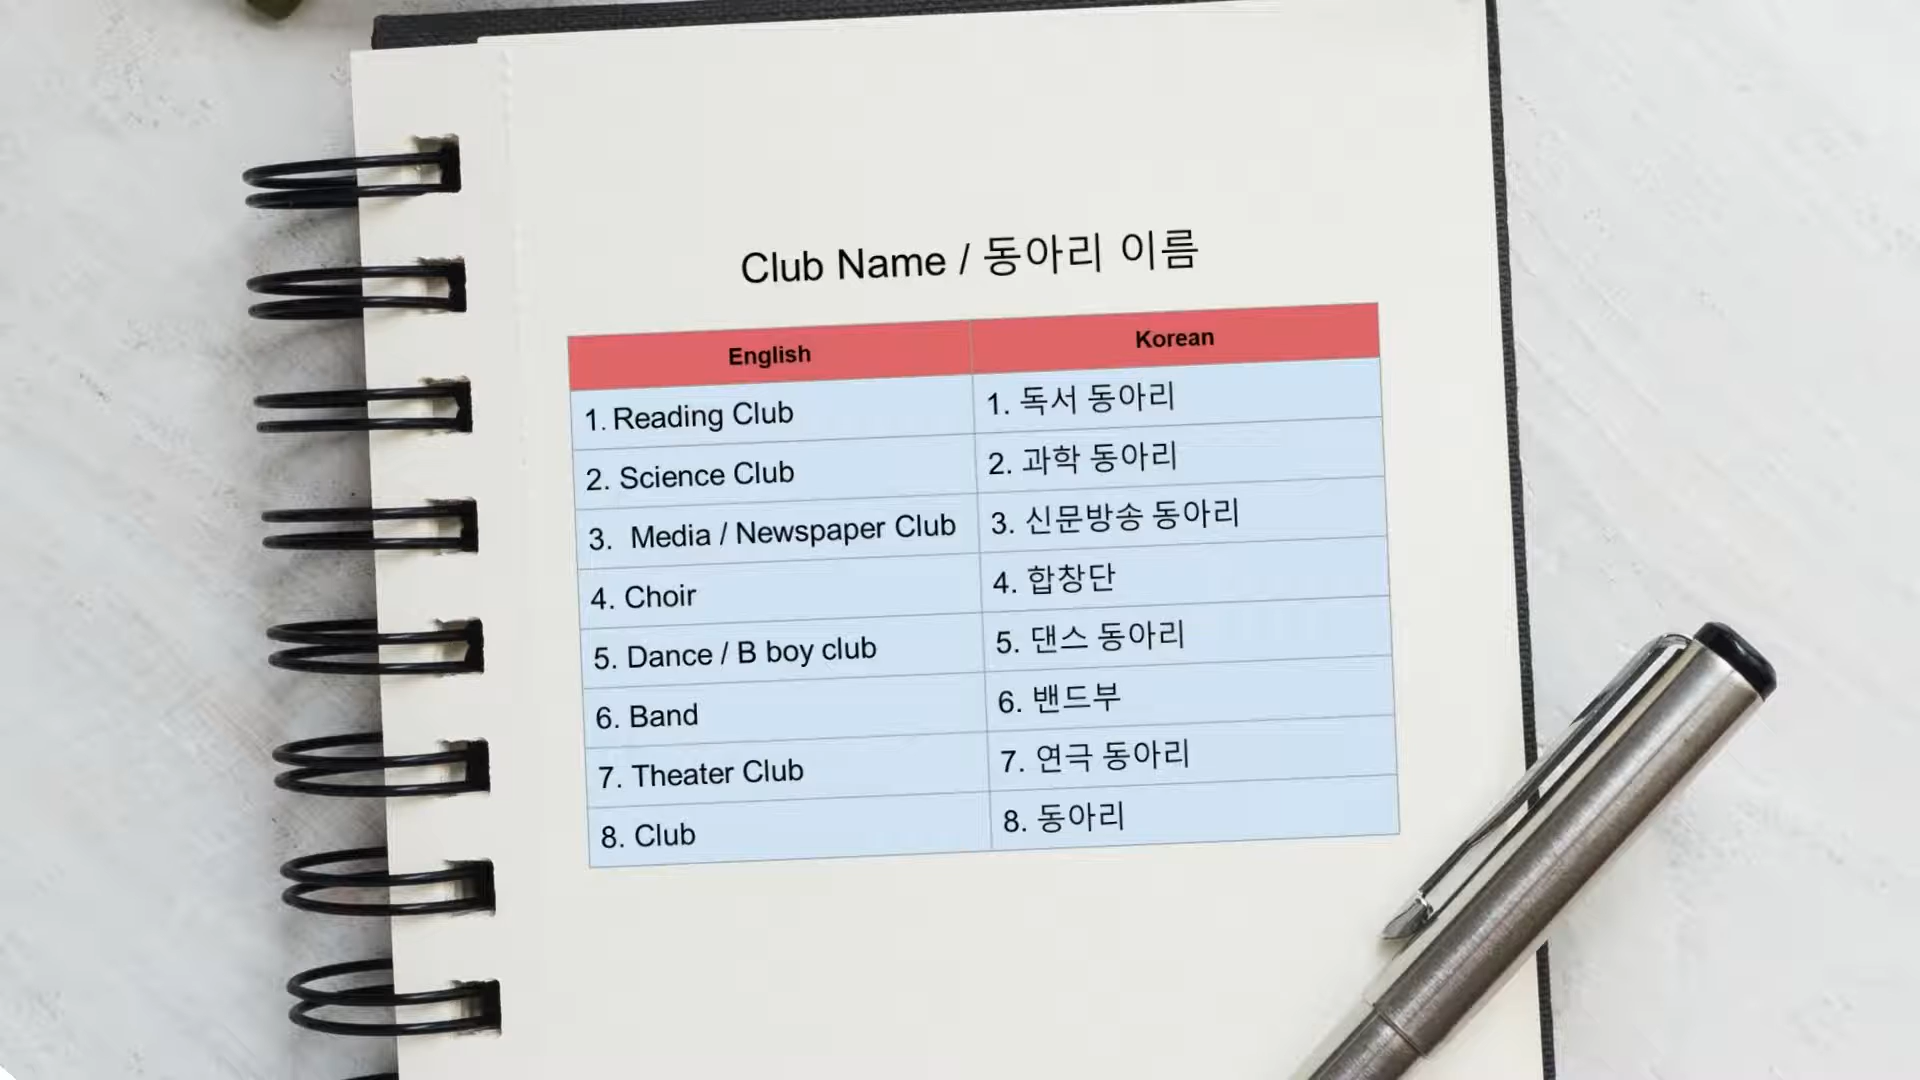 Club Name / 동아리 이름
English Korean
1. Reading Club 1. 독서 동아리
2. Science Club 2. 과학 동아리
3. Media / Newspaper Club 3. 신문방송 동아리
4. Choir 4. 합창단
5. Dance / B boy club 5. 댄스 동아리
6. Band 6. 밴드부
7. Theater Club 7. 연극 동아리
8. Club 8. 동아리